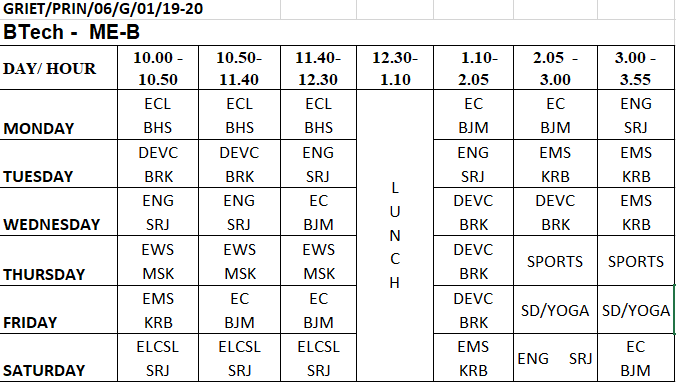 GRIET/PRIN/06/G/01/19-20
BTech - ME-B
DAY/ HOUR 10.00 - 10.50- 11.40- 12.30- 1.10- 2.05 - 3.00 -
10.50 11.40 12.30 1.10 2.05 3.00 3.55
ECL ECL ECL EC EC ENG
MONDAY BHS BHS BHS BJM BJM SRJ
DEVC DEVC ENG ENG EMS EMS
TUESDAY BRK BRK SRJ SRJ KRB KRB
ENG ENG EC DEVC DEVC EMS
WEDNESDAY SRJ SRJ BJM BRK BRK KRB
EWS EWS EWS DEVC SPORTS SPORTS
THURSDAY MSK MSK MSK BRK
EMS EC EC DEVC SD/YOGA SD/YOGA
FRIDAY KRB BJM BJM BRK
ELCSL ELCSL ELCSL EMS ENG SRJ EC
SATURDAY SRJ SRJ SRJ KRB BJM
L
U
N
C
H